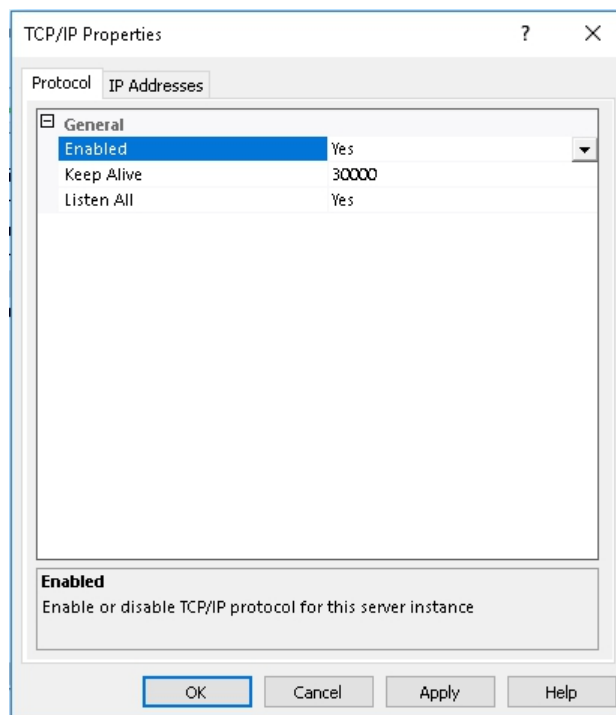 TCP/IP Properties
Protocol IP Addresses
General
Enabled Yes
Keep Alive 30000
Listen All Yes
Enabled
Enable or disable TCP/IP protocol for this server instance
OK Cancel Apply Help